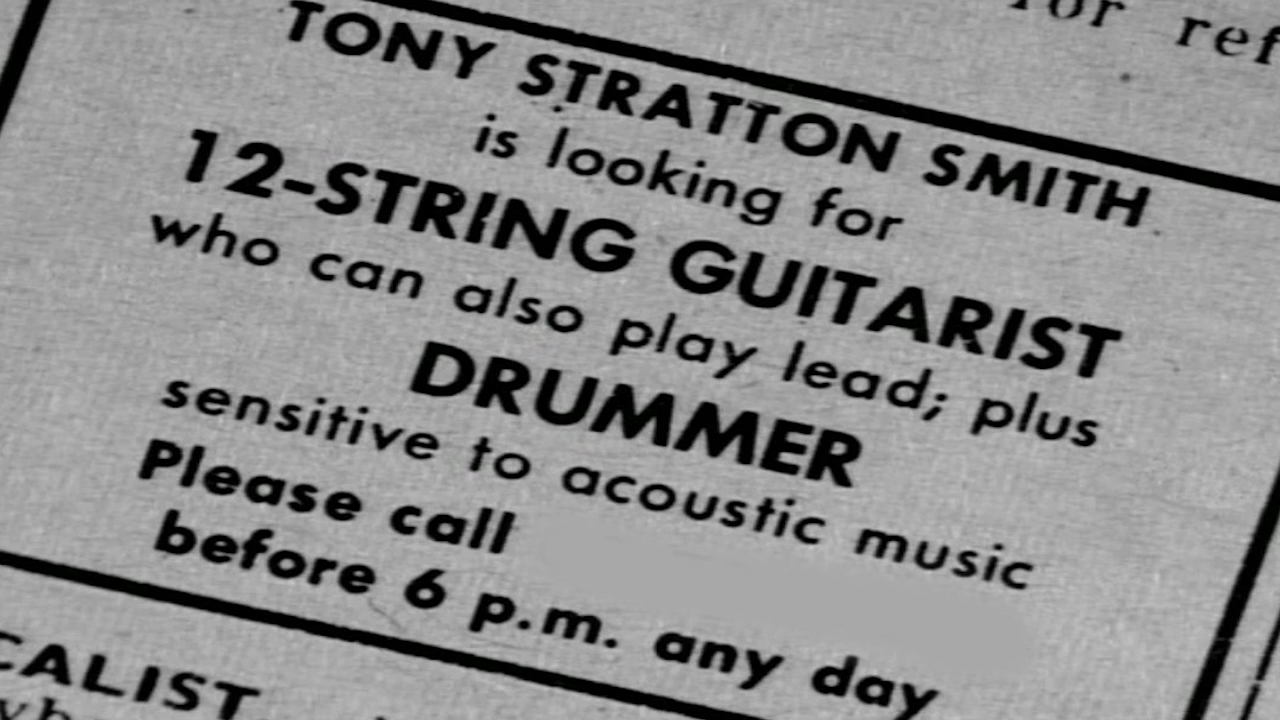 for ref
TONY STRATTON SMITH
is looking for
12-STRING GUITARIST
who can also play lead; plus
DRUMMER
sensitive to acoustic music
Please call
before 6 p.m. any day
CALIST